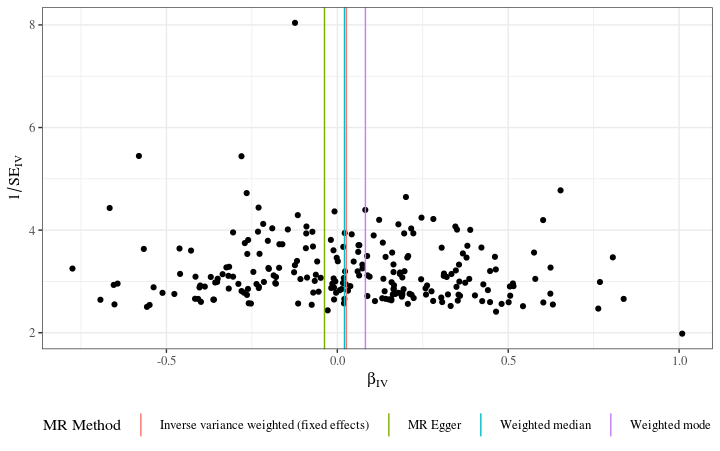 8
6
4
2
1/SE_IV
-0.5 0.0 0.5 1.0
β_IV
MR Method Inverse variance weighted (fixed effects) MR Egger Weighted median Weighted mode